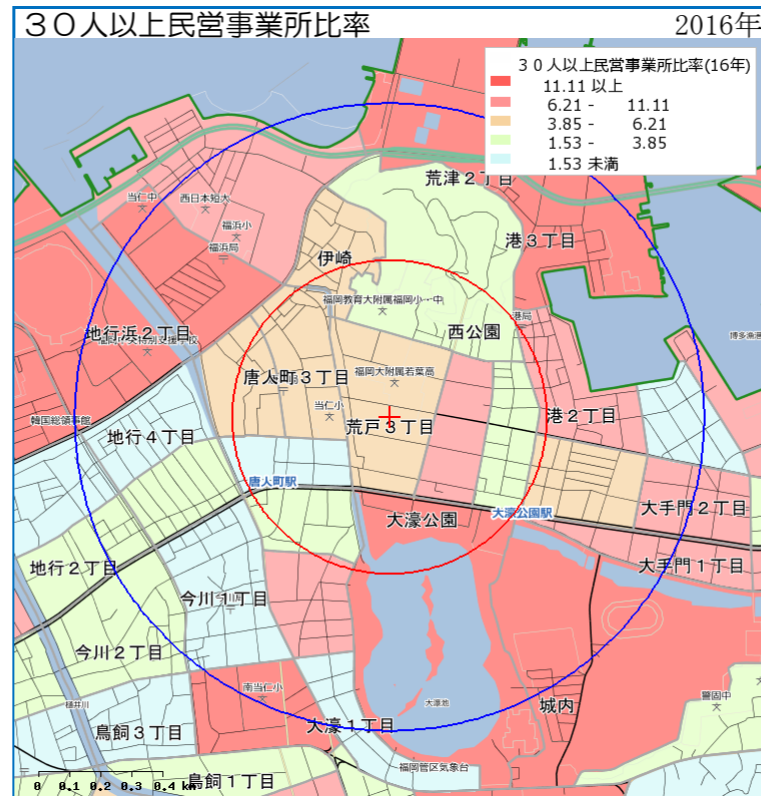 ３０人以上民営事業所比率
2016年
３０人以上民営事業所比率(16年)
11.11 以上
6.21 - 11.11
3.85 - 6.21
1.53 - 3.85
1.53 未満
荒津２丁目
当仁中
西日本短大
福浜小
福浜局
伊崎
港３丁目
福岡教育大附属福岡小・中
港局
西公園
地行浜２丁目
博多漁港
唐人町３丁目
福岡大附属若葉高
当仁小
韓国総領事館
地行４丁目
荒戸３丁目
港２丁目
唐人町駅
大濠公園
大濠公園駅
大手門２丁目
地行２丁目
大手門１丁目
今川１丁目
今川２丁目
南当仁小
大濠池
城内
警固中
樋井川
鳥飼３丁目
大濠１丁目
福岡管区気象台
鳥飼１丁目
0 0.1 0.2 0.3 0.4 km